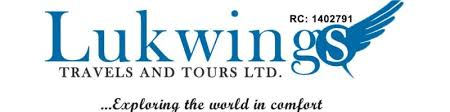 RC: 1402791
Lukwings
TRAVELS AND TOURS LTD.
...Exploring the world in comfort